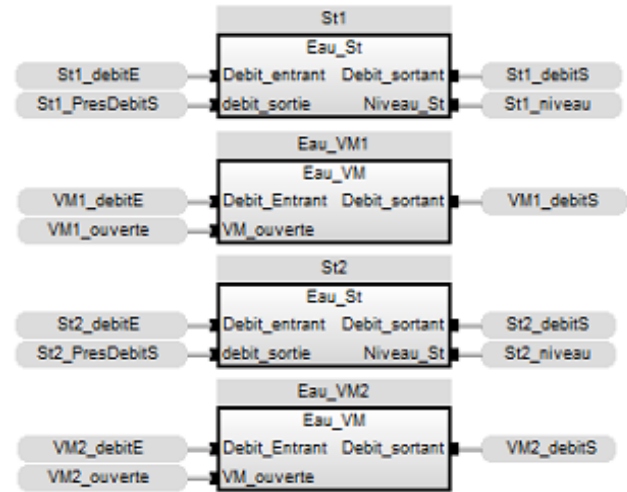 St1
Eau_St
St1_debitE Debit_entrant Debit_sortant St1_debitS
St1_PresDebitS debit_sortie Niveau_St St1_niveau
Eau_VM1
Eau_VM
VM1_debitE Debit_Entrant Debit_sortant VM1_debitS
VM1_ouverte VM_ouverte
St2
Eau_St
St2_debitE Debit_entrant Debit_sortant St2_debitS
St2_PresDebitS debit_sortie Niveau_St St2_niveau
Eau_VM2
Eau_VM
VM2_debitE Debit_Entrant Debit_sortant VM2_debitS
VM2_ouverte VM_ouverte